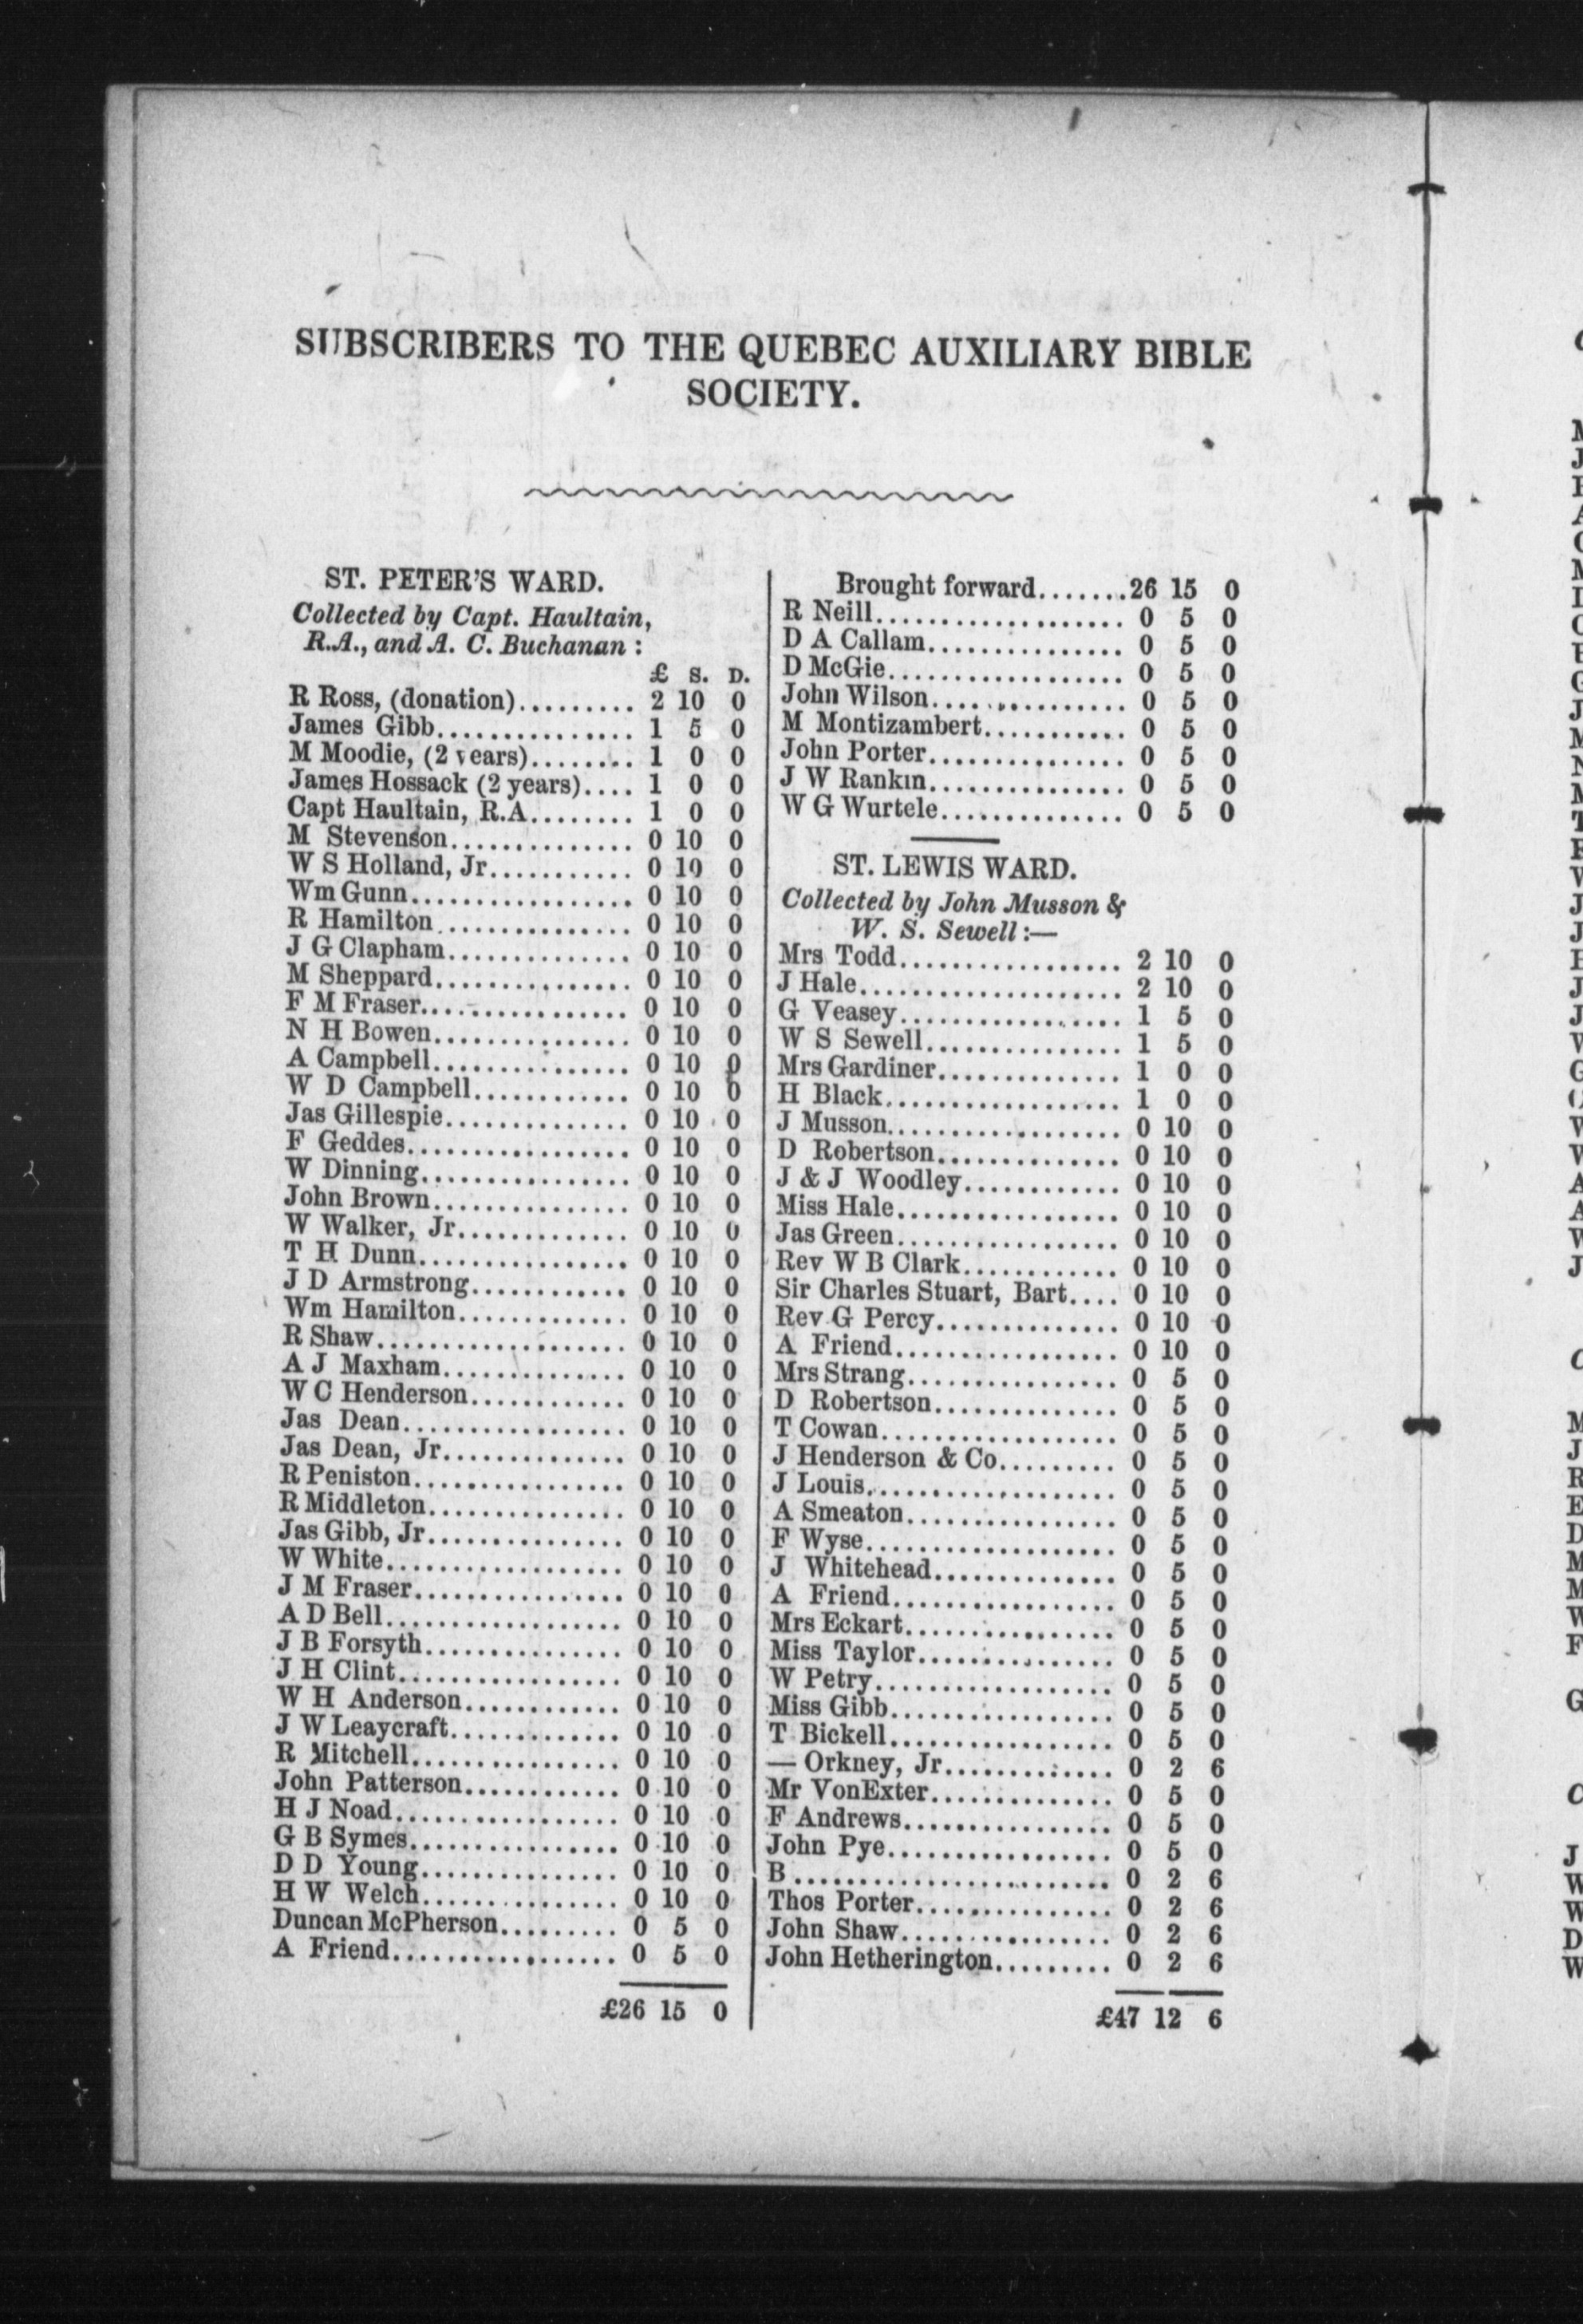 SUBSCRIBERS TO THE QUEBEC AUXILIARY BIBLE
SOCIETY.
ST. PETER'S WARD.
Collected by Capt. Haultain,
R.A., and A. C. Buchanan :
£ S. D.
R Ross, (donation)......... 2 10 0
James Gibb............... 1 5 0
M Moodie, (2 years)........ 1 0 0
James Hossack (2 years).... 1 0 0
Capt Haultain, R.A........ 1 0 0
M Stevenson.............. 0 10 0
W S Holland, Jr........... 0 10 0
Wm Gunn................. 0 10 0
R Hamilton............... 0 10 0
J G Clapham.............. 0 10 0
M Sheppard............... 0 10 0
F M Fraser................ 0 10 0
N H Bowen............... 0 10 0
A Campbell............... 0 10 0
W D Campbell............ 0 10 0
Jas Gillespie.............. 0 10 0
F Geddes................. 0 10 0
W Dinning................ 0 10 0
John Brown............... 0 10 0
W Walker, Jr............. 0 10 0
T H Dunn................ 0 10 0
J D Armstrong............ 0 10 0
Wm Hamilton............. 0 10 0
R Shaw................... 0 10 0
A J Maxham.............. 0 10 0
W C Henderson............ 0 10 0
Jas Dean................. 0 10 0
Jas Dean, Jr.............. 0 10 0
R Peniston................ 0 10 0
R Middleton............... 0 10 0
Jas Gibb, Jr............... 0 10 0
W White.................. 0 10 0
J M Fraser................ 0 10 0
A D Bell.................. 0 10 0
J B Forsyth............... 0 10 0
J H Clint................. 0 10 0
W H Anderson............ 0 10 0
J W Leaycraft............. 0 10 0
R Mitchell................ 0 10 0
John Patterson............ 0 10 0
H J Noad................. 0 10 0
G B Symes................ 0 10 0
D D Young............... 0 10 0
H W Welch............... 0 10 0
Duncan McPherson......... 0 5 0
A Friend................. 0 5 0
£26 15 0
Brought forward.......26 15 0
R Neill................... 0 5 0
D A Callam............... 0 5 0
D McGie.................. 0 5 0
John Wilson............... 0 5 0
M Montizambert........... 0 5 0
John Porter............... 0 5 0
J W Rankin............... 0 5 0
W G Wurtele.............. 0 5 0
ST. LEWIS WARD.
Collected by John Musson &
W. S. Sewell :—
Mrs Todd................. 2 10 0
J Hale.................... 2 10 0
G Veasey................. 1 5 0
W S Sewell............... 1 5 0
Mrs Gardiner.............. 1 0 0
H Black.................. 1 0 0
J Musson.................. 0 10 0
D Robertson.............. 0 10 0
J & J Woodley............ 0 10 0
Miss Hale................. 0 10 0
Jas Green................. 0 10 0
Rev W B Clark............ 0 10 0
Sir Charles Stuart, Bart.... 0 10 0
Rev G Percy.............. 0 10 0
A Friend................. 0 10 0
Mrs Strang................ 0 5 0
D Robertson.............. 0 5 0
T Cowan.................. 0 5 0
J Henderson & Co......... 0 5 0
J Louis................... 0 5 0
A Smeaton................ 0 5 0
F Wyse................... 0 5 0
J Whitehead.............. 0 5 0
A Friend................. 0 5 0
Mrs Eckart................ 0 5 0
Miss Taylor............... 0 5 0
W Petry.................. 0 5 0
Miss Gibb................. 0 5 0
T Bickell................. 0 5 0
— Orkney, Jr............. 0 2 6
Mr VonExter.............. 0 5 0
F Andrews................ 0 5 0
John Pye................. 0 5 0
B........................ 0 2 6
Thos Porter............... 0 2 6
John Shaw................ 0 2 6
John Hetherington......... 0 2 6
£47 12 6